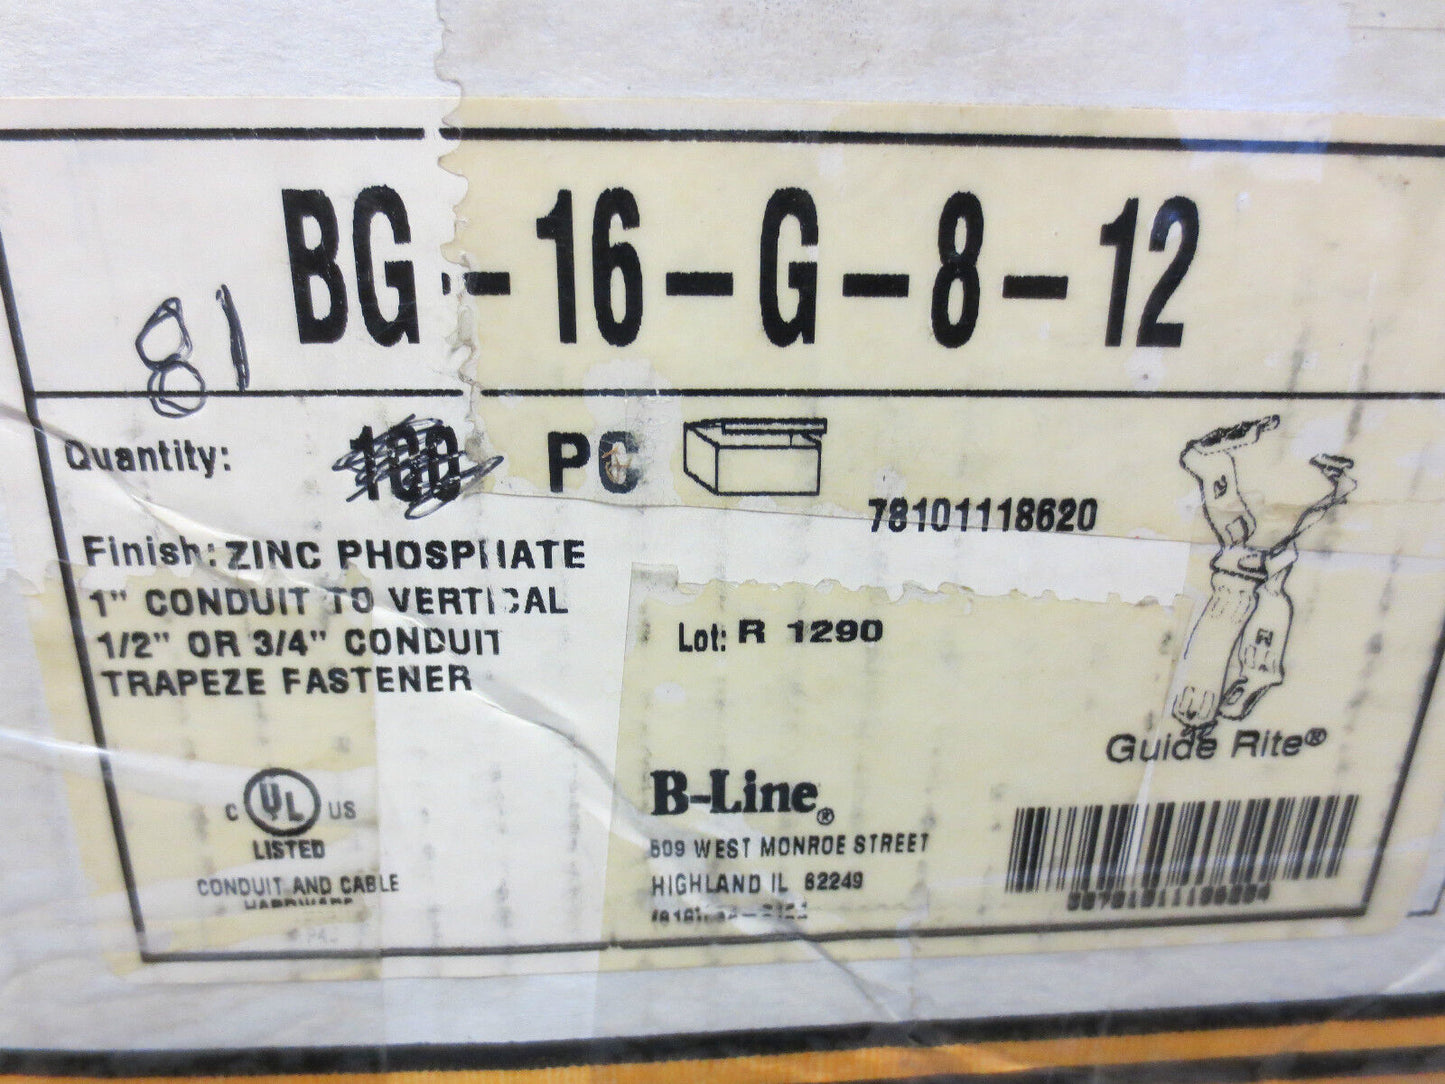 BG-16-G-8-12
81
Quantity: 100 PC
78101118620
Finish: ZINC PHOSPHATE
1" CONDUIT TO VERTICAL
1/2" OR 3/4" CONDUIT
TRAPEZE FASTENER
Lot: R 1290
Guide Rite®
C UL US
LISTED
CONDUIT AND CABLE
HARDWARE
B-Line®
509 WEST MONROE STREET
HIGHLAND IL 62249